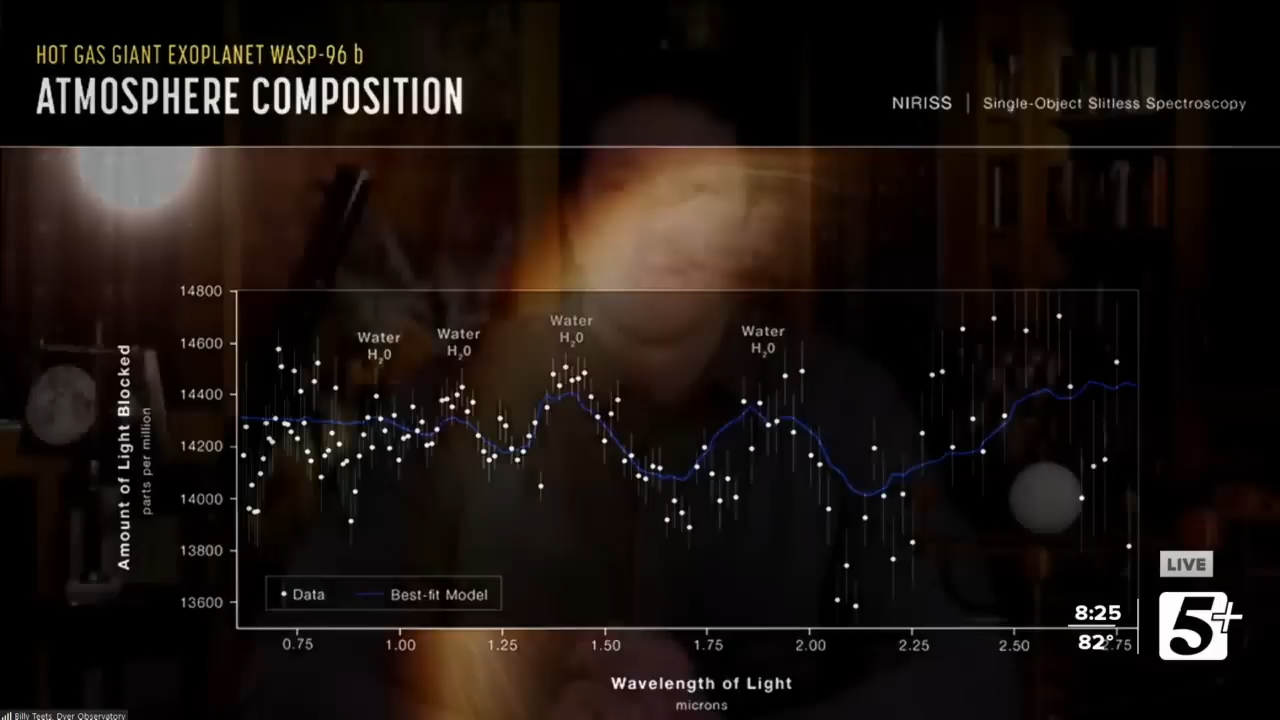 HOT GAS GIANT EXOPLANET WASP-96 b
ATMOSPHERE COMPOSITION
NIRISS | Single-Object Slitless Spectroscopy
14800
14600
14400
14200
14000
13800
13600
Amount of Light Blocked
parts per million
Water
H₂O
Water
H₂O
Water
H₂O
Water
H₂O
Data
Best-fit Model
0.75
1.00
1.25
1.50
1.75
2.00
2.25
2.50
2.75
Wavelength of Light
microns
LIVE
8:25
82°
5+
Billy Teets, Dyer Observatory